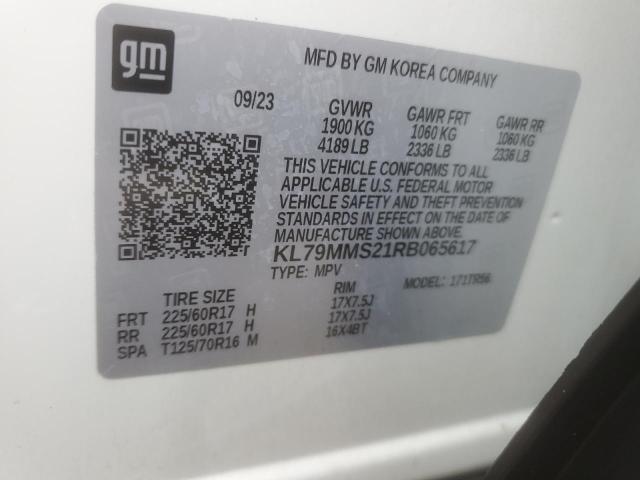 gm
MFD BY GM KOREA COMPANY
09/23 GVWR GAWR FRT GAWR RR
1900 KG 1060 KG 1060 KG
4189 LB 2336 LB 2336 LB
THIS VEHICLE CONFORMS TO ALL
APPLICABLE U.S. FEDERAL MOTOR
VEHICLE SAFETY AND THEFT PREVENTION
STANDARDS IN EFFECT ON THE DATE OF
MANUFACTURE SHOWN ABOVE.
KL79MMS21RB065617
TYPE: MPV MODEL: 171TR56
TIRE SIZE RIM
FRT 225/60R17 H 17X7.5J
RR 225/60R17 H 17X7.5J
SPA T125/70R16 M 16X4BT